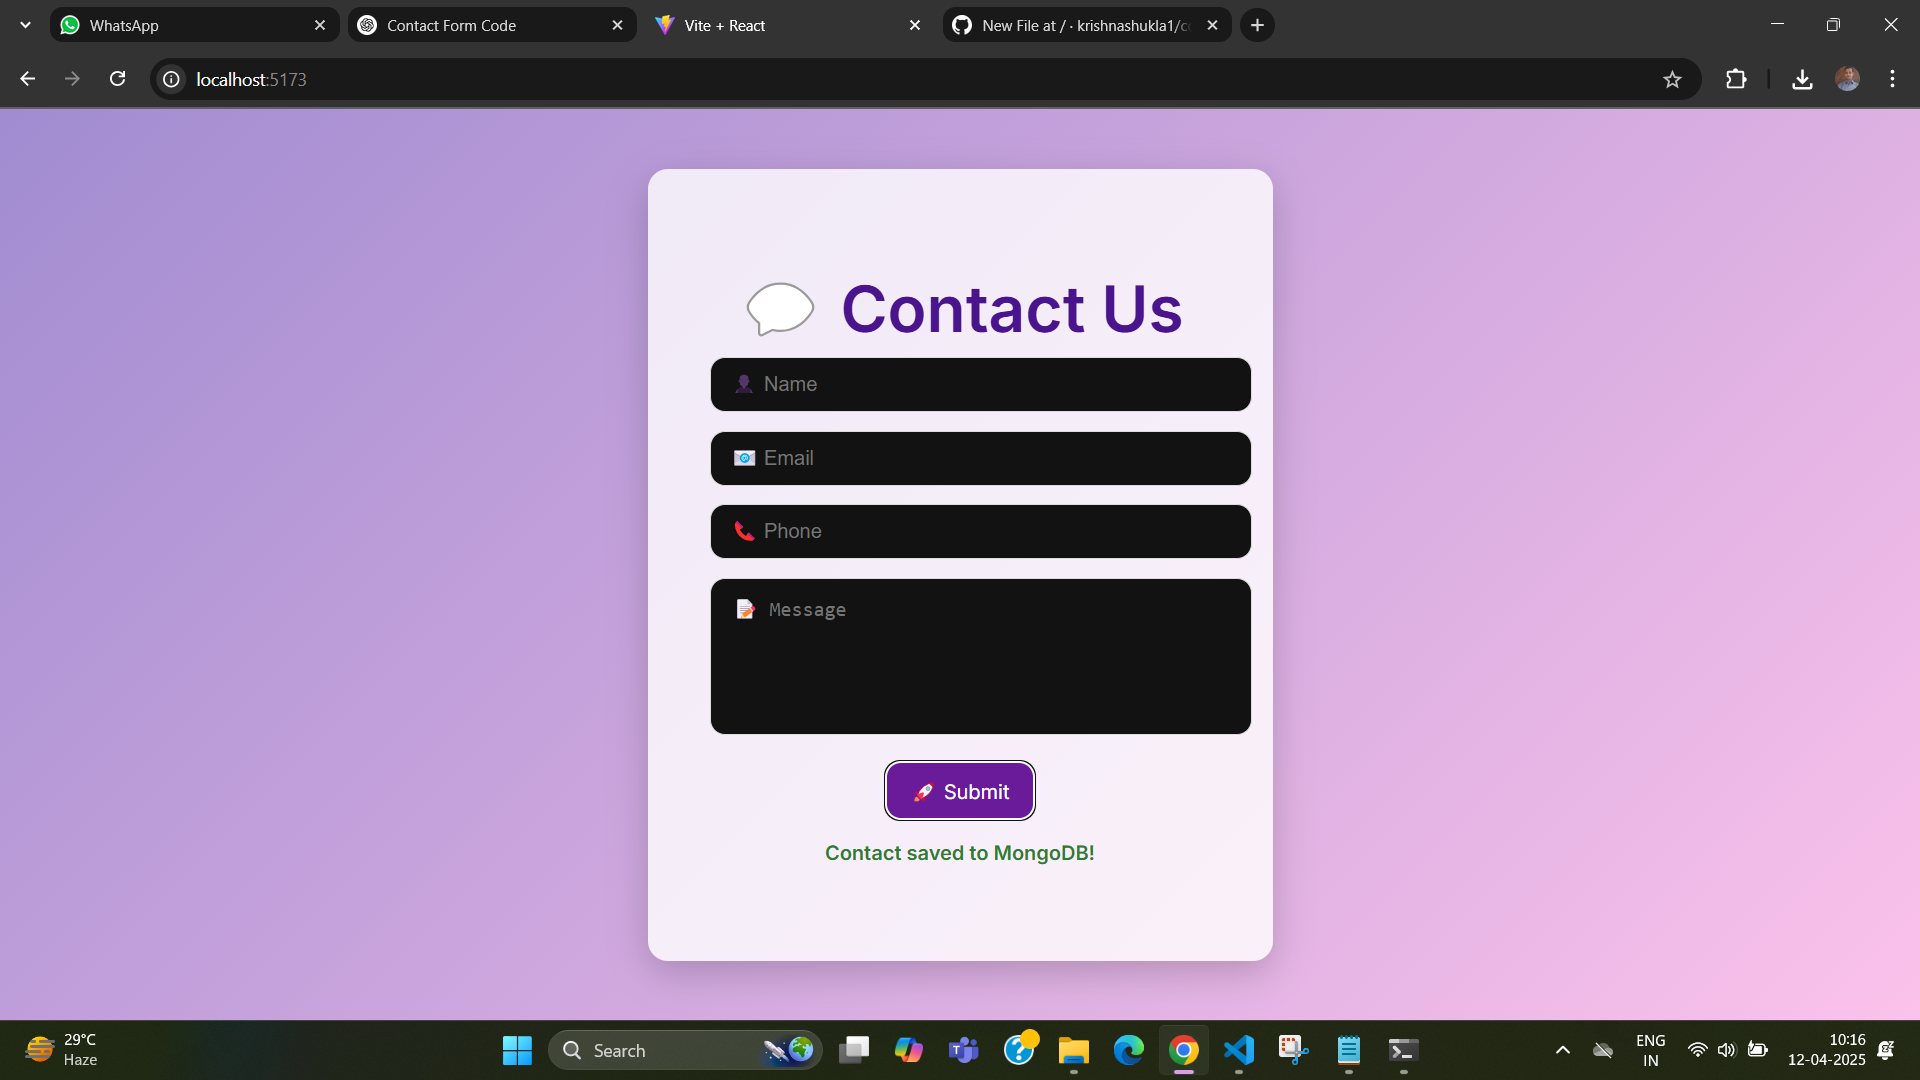 WhatsApp
Contact Form Code
Vite + React
New File at / · krishnashukla1/co
localhost:5173
💬 Contact Us
👤 Name
📧 Email
📞 Phone
📝 Message
🚀 Submit
Contact saved to MongoDB!
29°C
Haze
Search
ENG
IN
10:16
12-04-2025